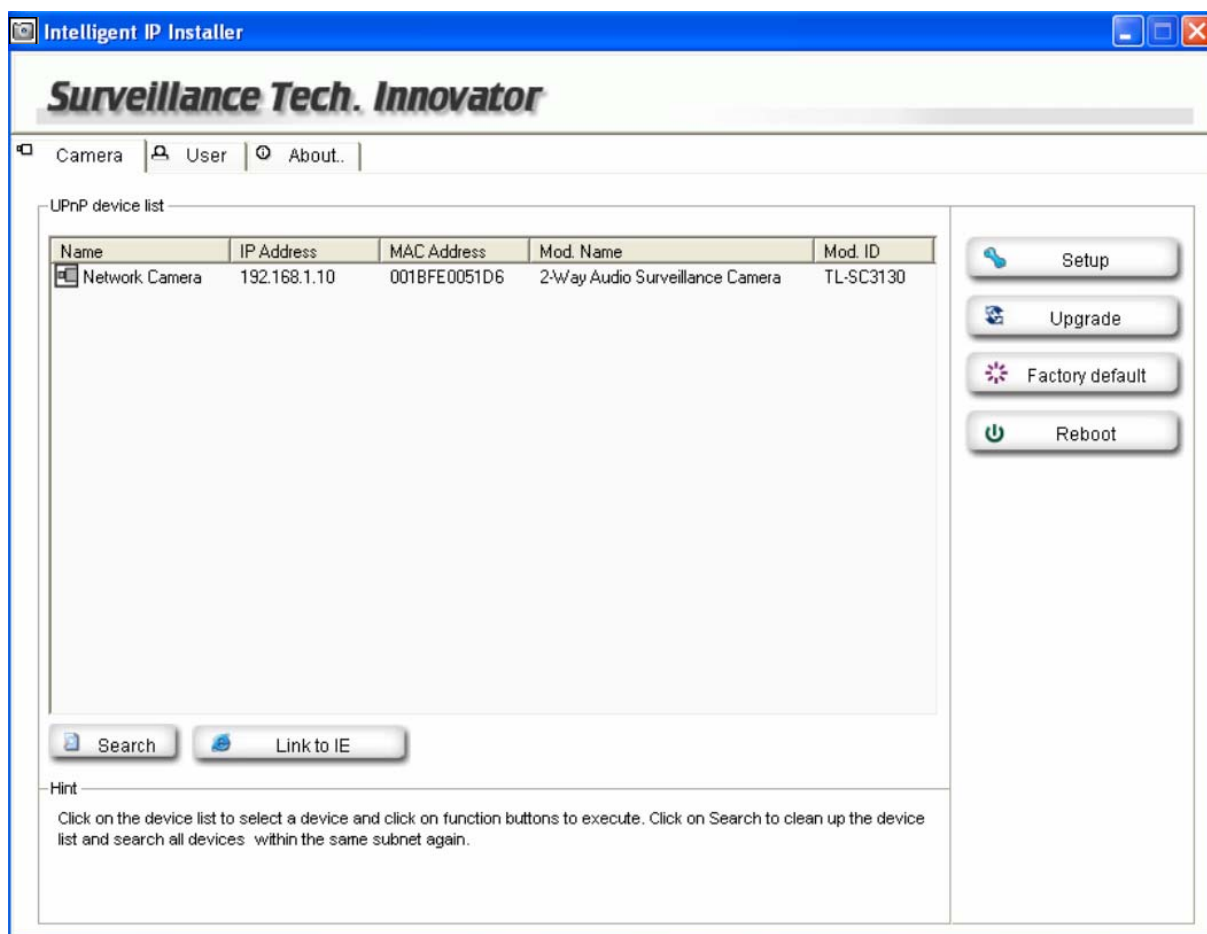 Intelligent IP Installer
Surveillance Tech. Innovator
Camera User About..
UPnP device list
Name IP Address MAC Address Mod. Name Mod. ID
Network Camera 192.168.1.10 001BFE0051D6 2-Way Audio Surveillance Camera TL-SC3130
Setup
Upgrade
Factory default
Reboot
Search Link to IE
Hint
Click on the device list to select a device and click on function buttons to execute. Click on Search to clean up the device
list and search all devices within the same subnet again.